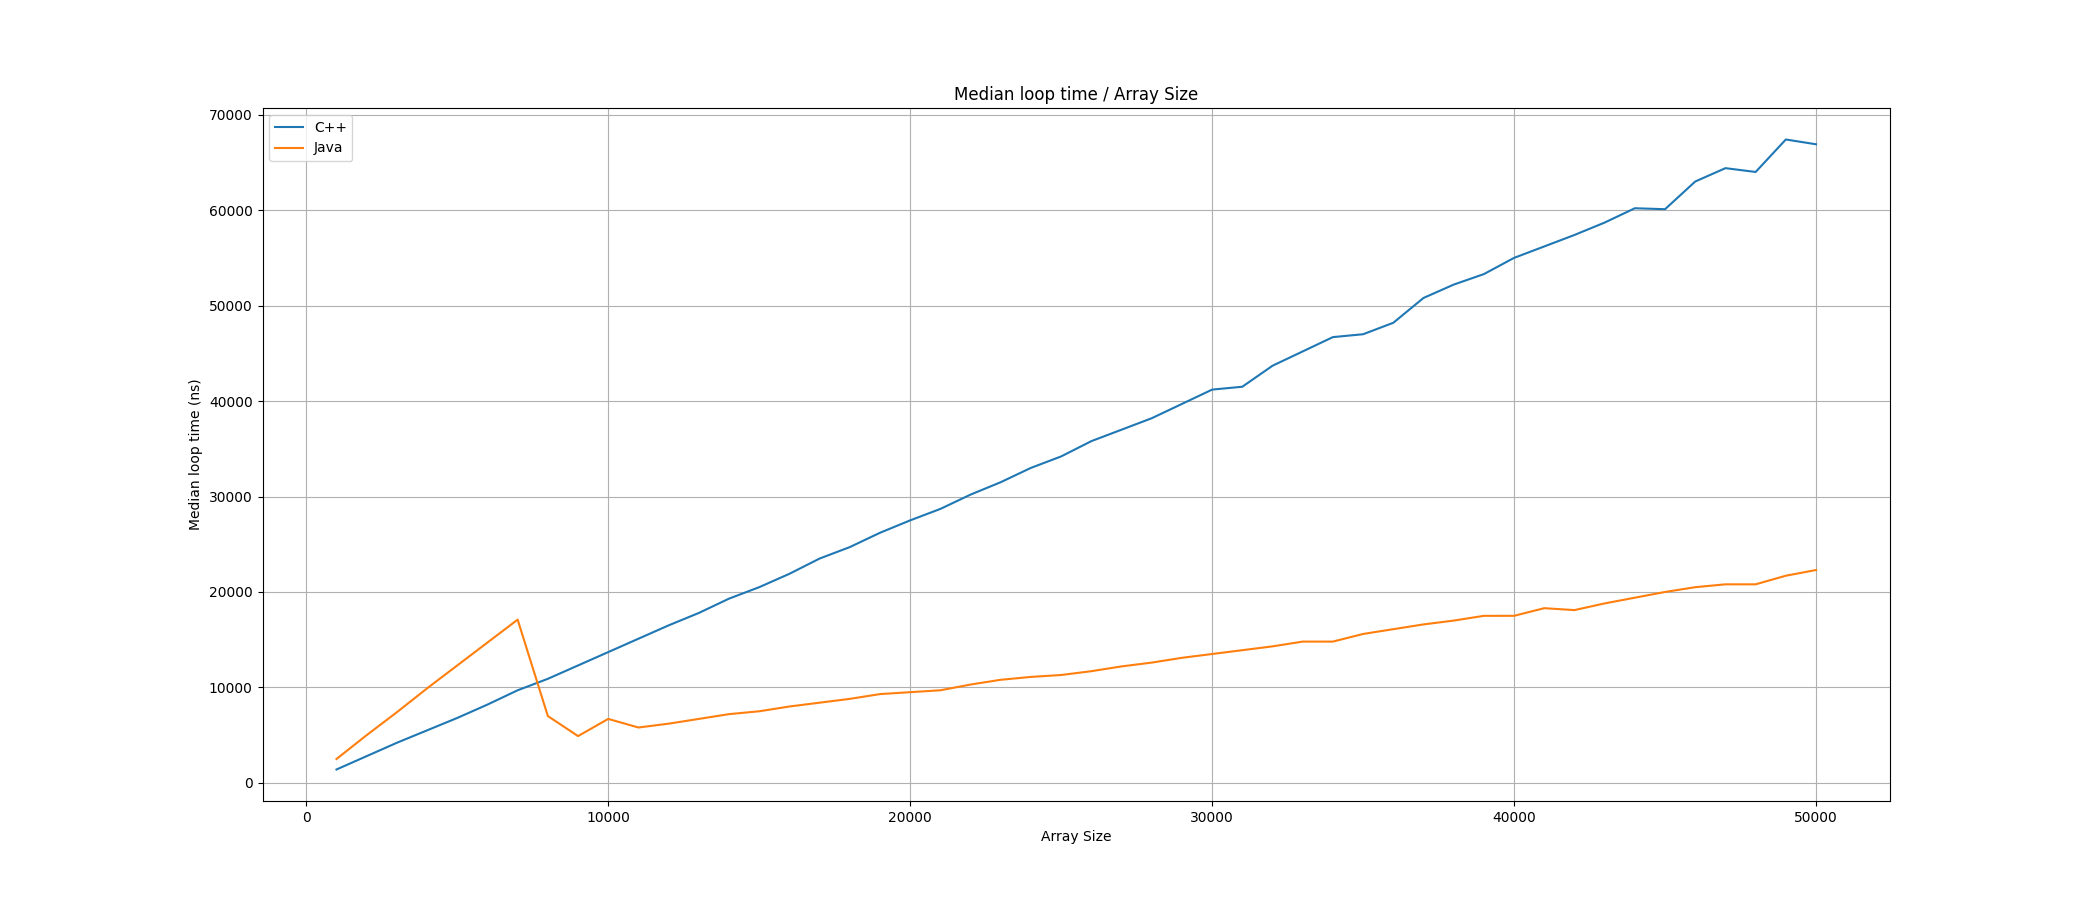 Median loop time / Array Size
C++
Java
Median loop time (ns)
70000
60000
50000
40000
30000
20000
10000
0
0 10000 20000 30000 40000 50000
Array Size